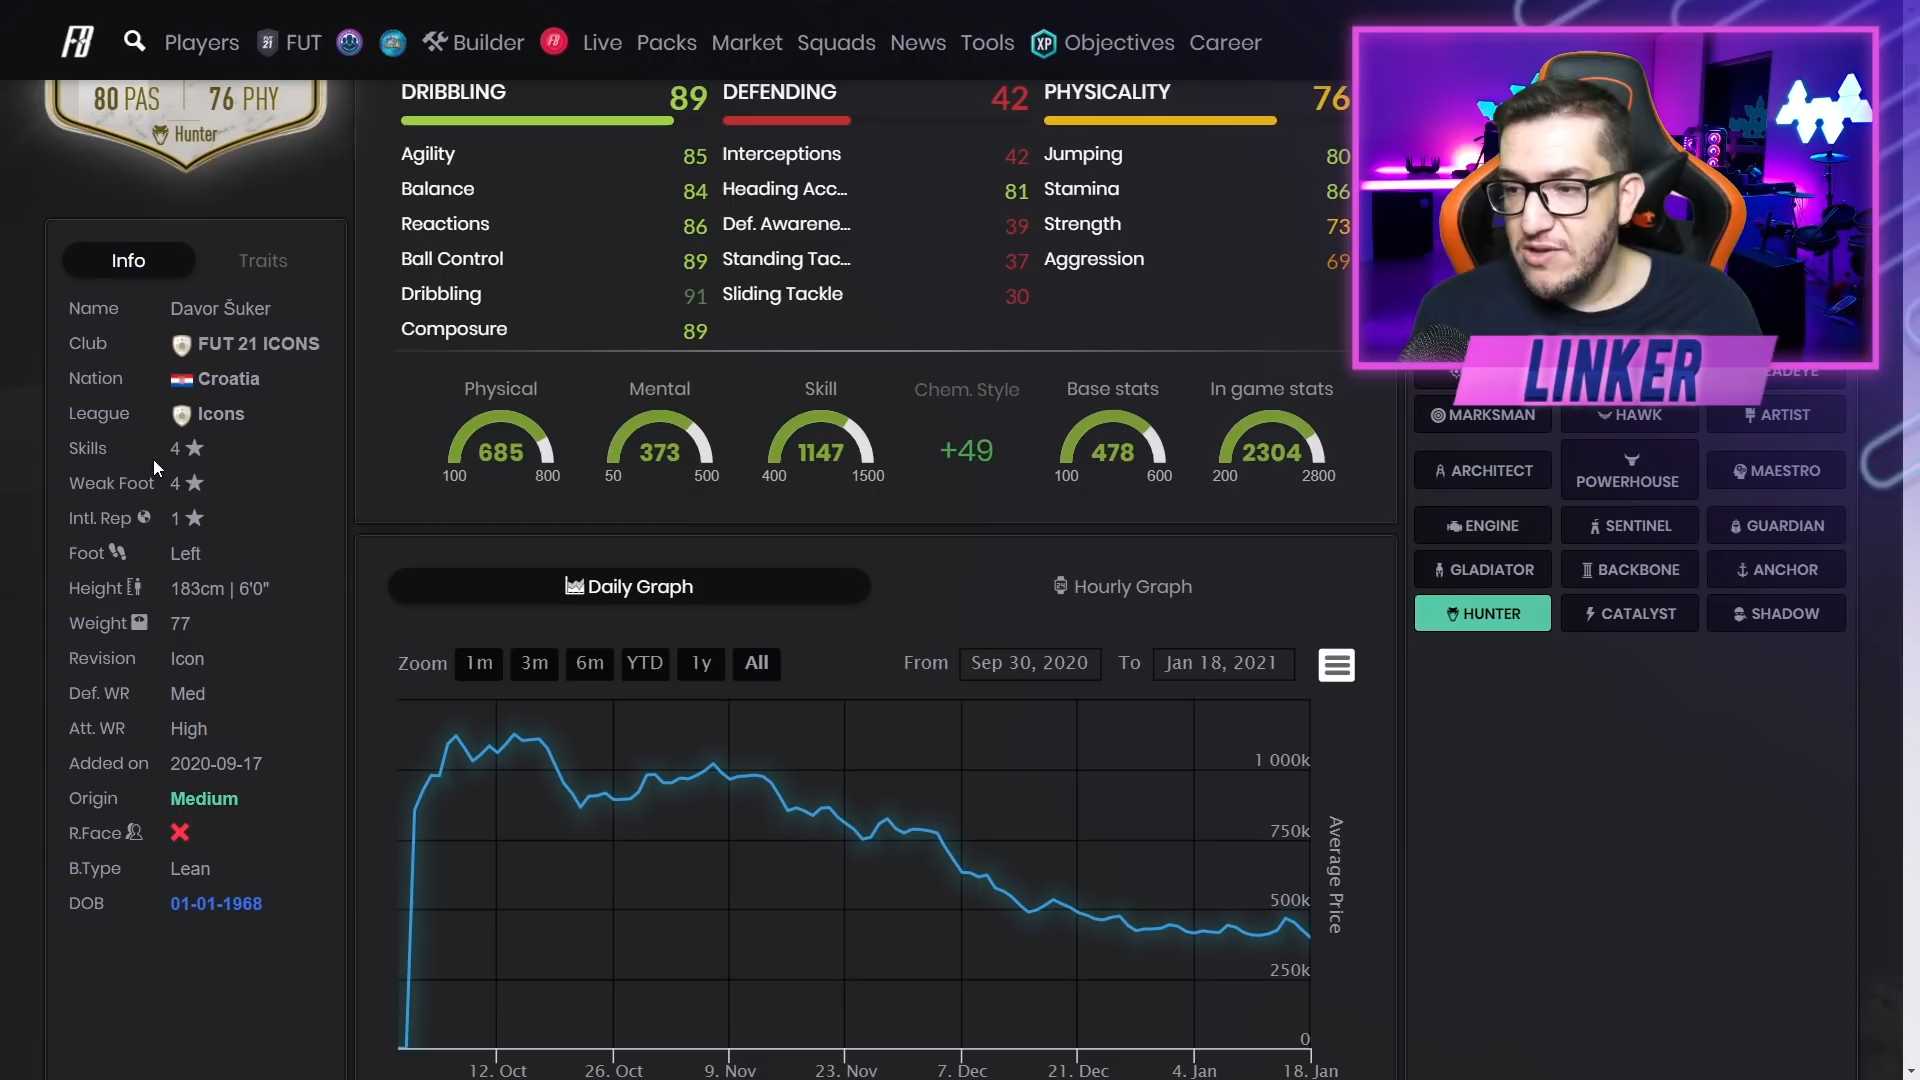 FB Players 21 FUT Builder FB Live Packs Market Squads News Tools XP Objectives Career
80 PAS 76 PHY
Hunter
DRIBBLING 89 DEFENDING 42 PHYSICALITY 76
Agility 85 Interceptions 42 Jumping 80
Balance 84 Heading Acc... 81 Stamina 86
Reactions 86 Def. Awarene... 39 Strength 73
Ball Control 89 Standing Tac... 37 Aggression 69
Dribbling 91 Sliding Tackle 30
Composure 89
Info Traits
Name Davor Šuker
Club FUT 21 ICONS
Nation Croatia
League Icons
Skills 4
Weak Foot 4
Intl. Rep 1
Foot Left
Height 183cm | 6'0"
Weight 77
Revision Icon
Def. WR Med
Att. WR High
Added on 2020-09-17
Origin Medium
R.Face
B.Type Lean
DOB 01-01-1968
Physical Mental Skill Chem. Style Base stats In game stats
685 373 1147 +49 478 2304
100 800 50 500 400 1500 100 600 200 2800
LINKER
MARKSMAN HAWK ARTIST
ARCHITECT POWERHOUSE MAESTRO
ENGINE SENTINEL GUARDIAN
GLADIATOR BACKBONE ANCHOR
HUNTER CATALYST SHADOW
Daily Graph Hourly Graph
Zoom 1m 3m 6m YTD 1y All From Sep 30, 2020 To Jan 18, 2021
1 000k
750k
500k
250k
0
Average Price
12. Oct 26. Oct 9. Nov 23. Nov 7. Dec 21. Dec 4. Jan 18. Jan